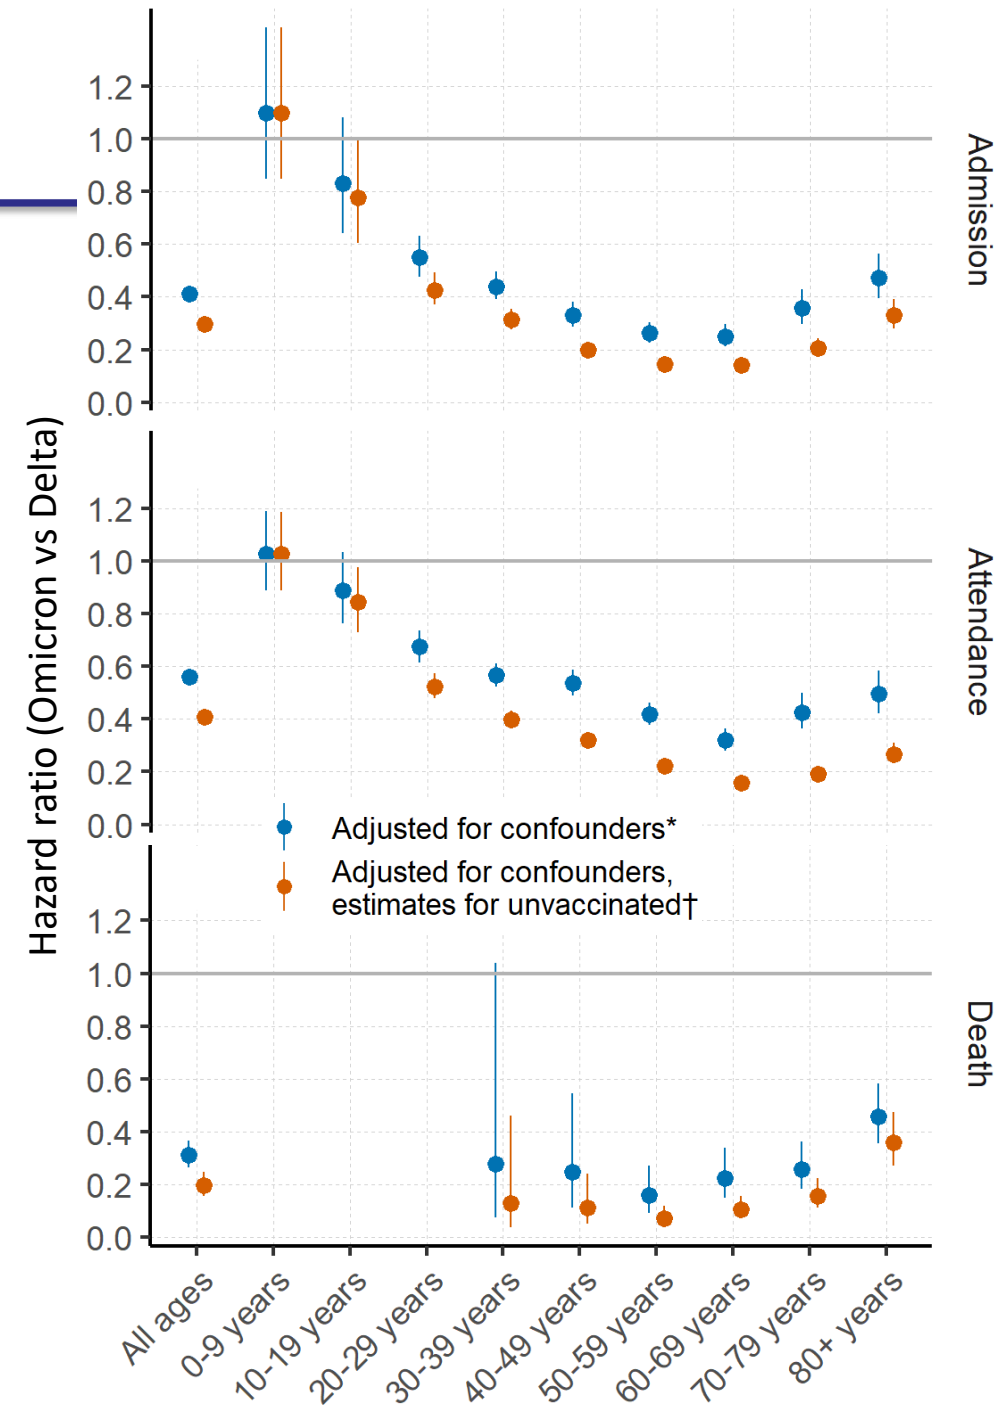 Hazard ratio (Omicron vs Delta)
1.2
1.0
0.8
0.6
0.4
0.2
0.0
Admission
1.2
1.0
0.8
0.6
0.4
0.2
0.0
Attendance
Adjusted for confounders*
Adjusted for confounders,
estimates for unvaccinated†
1.2
1.0
0.8
0.6
0.4
0.2
0.0
Death
All ages
0-9 years
10-19 years
20-29 years
30-39 years
40-49 years
50-59 years
60-69 years
70-79 years
80+ years